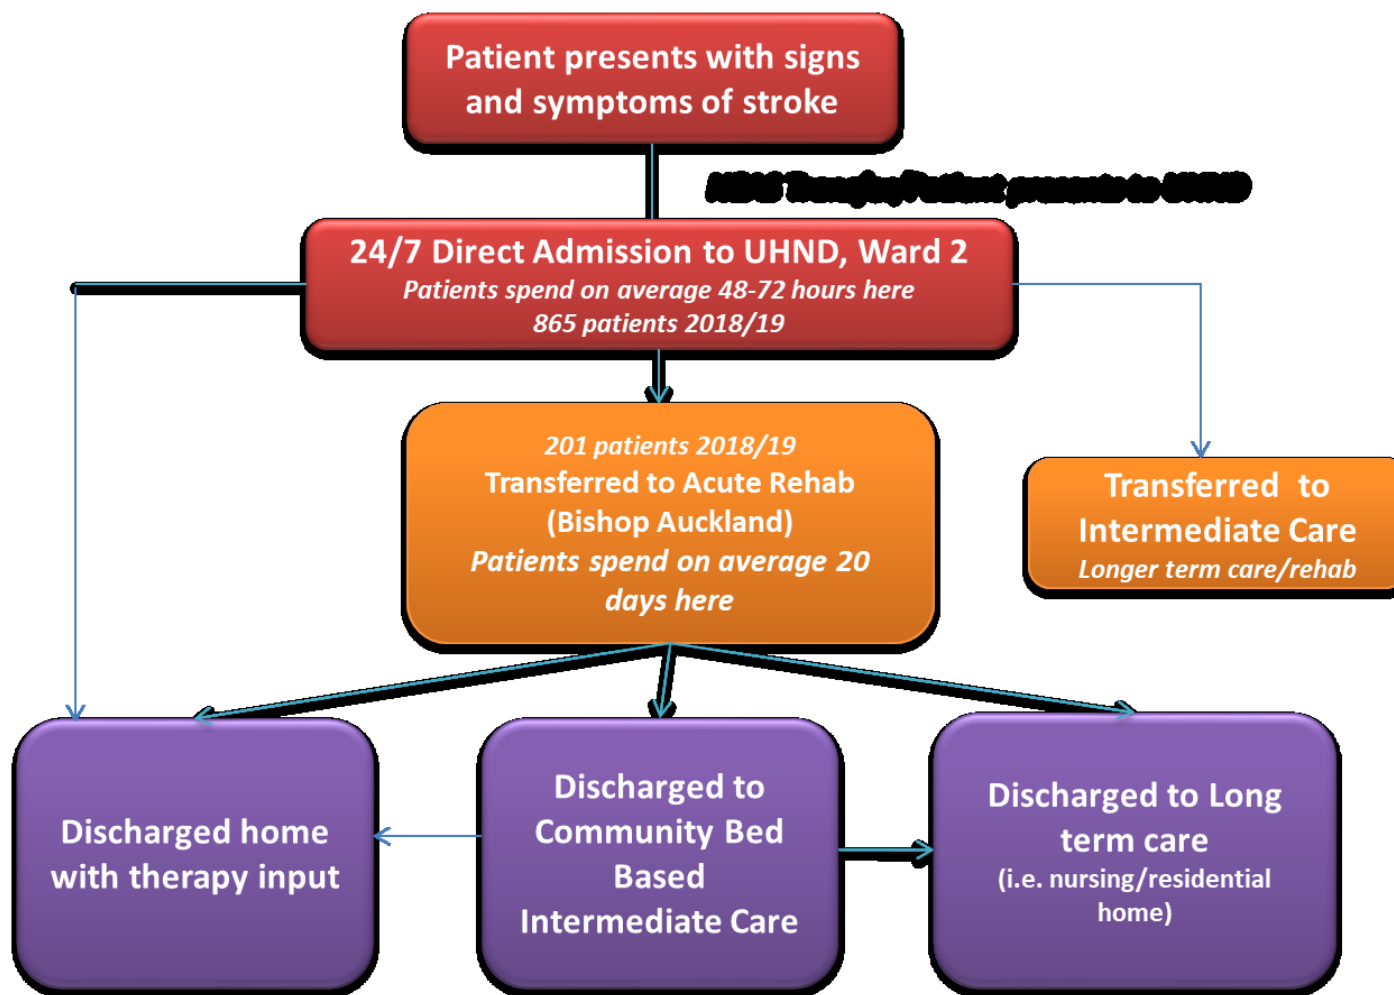 Patient presents with signs
and symptoms of stroke
24/7 Direct Admission to UHND, Ward 2
Patients spend on average 48-72 hours here
865 patients 2018/19
201 patients 2018/19
Transferred to Acute Rehab
(Bishop Auckland)
Patients spend on average 20
days here
Transferred to
Intermediate Care
Longer term care/rehab
Discharged home
with therapy input
Discharged to
Community Bed
Based
Intermediate Care
Discharged to Long
term care
(i.e. nursing/residential
home)